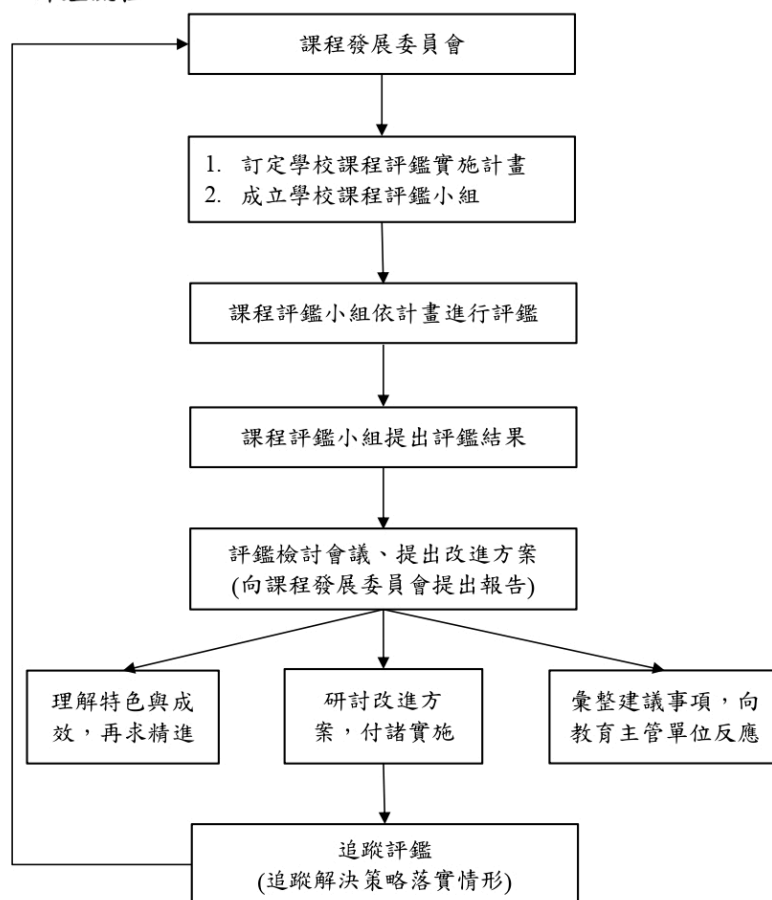 課程發展委員會
1. 訂定學校課程評鑑實施計畫
2. 成立學校課程評鑑小組
課程評鑑小組依計畫進行評鑑
課程評鑑小組提出評鑑結果
評鑑檢討會議、提出改進方案
(向課程發展委員會提出報告)
理解特色與成
效，再求精進
研討改進方
案，付諸實施
彙整建議事項，向
教育主管單位反應
追蹤評鑑
(追蹤解決策略落實情形)